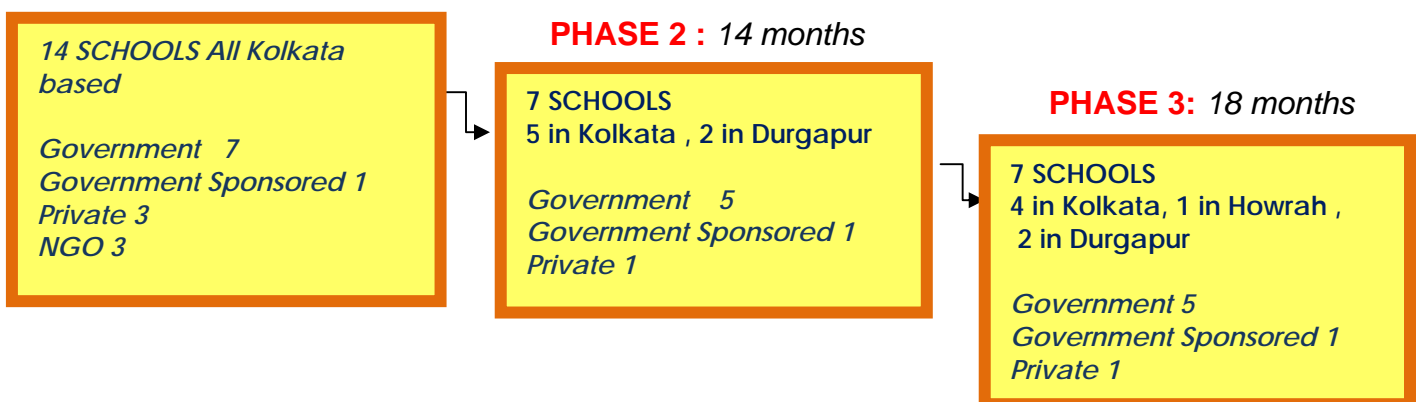 14 SCHOOLS All Kolkata
based
Government 7
Government Sponsored 1
Private 3
NGO 3
PHASE 2 : 14 months
7 SCHOOLS
5 in Kolkata , 2 in Durgapur
Government 5
Government Sponsored 1
Private 1
PHASE 3: 18 months
7 SCHOOLS
4 in Kolkata, 1 in Howrah ,
2 in Durgapur
Government 5
Government Sponsored 1
Private 1